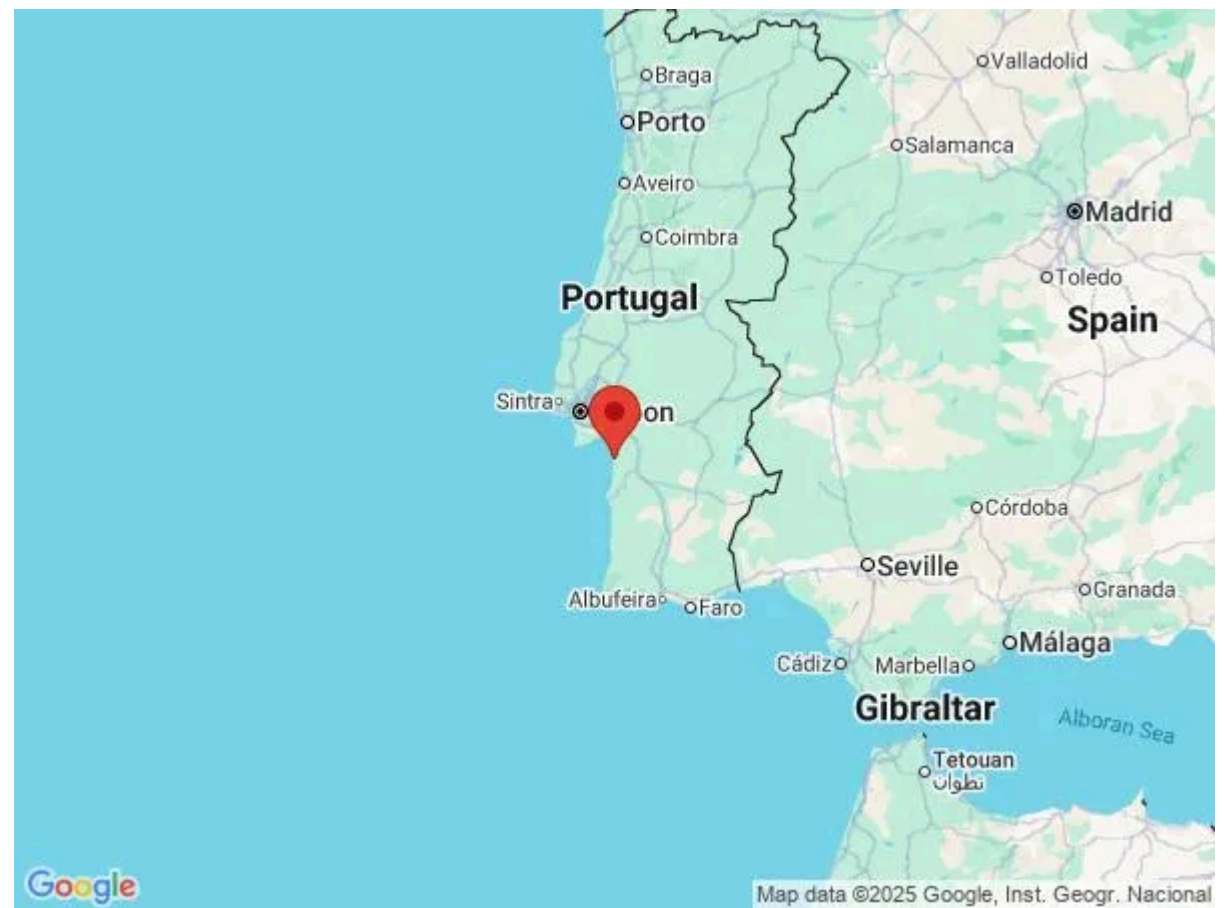 Valladolid
Braga
Porto
Salamanca
Aveiro
Madrid
Coimbra
Toledo
Portugal
Spain
Sintra
on
Córdoba
Seville
Granada
Albufeira
Faro
Málaga
Cádiz
Marbella
Gibraltar
Alboran Sea
Tetouan
تطوان
Google
Map data ©2025 Google, Inst. Geogr. Nacional